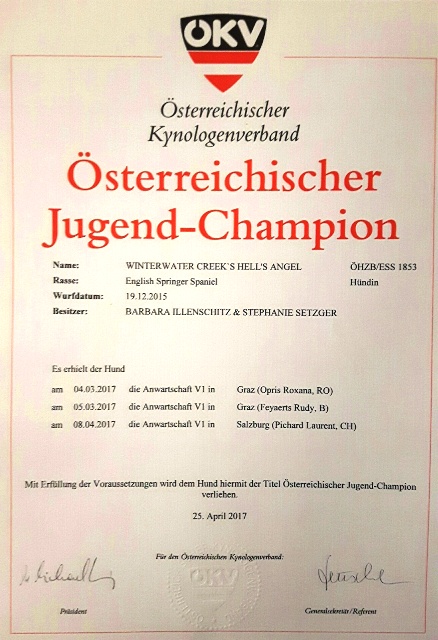 ÖKV
Österreichischer
Kynologenverband
Österreichischer
Jugend-Champion
Name: WINTERWATER CREEK`S HELL'S ANGEL ÖHZB/ESS 1853
Rasse: English Springer Spaniel Hündin
Wurfdatum: 19.12.2015
Besitzer: BARBARA ILLENSCHITZ & STEPHANIE SETZGER
Es erhielt der Hund
am 04.03.2017 die Anwartschaft V1 in Graz (Opris Roxana, RO)
am 05.03.2017 die Anwartschaft V1 in Graz (Feyaerts Rudy, B)
am 08.04.2017 die Anwartschaft V1 in Salzburg (Pichard Laurent, CH)
Mit Erfüllung der Voraussetzungen wird dem Hund hiermit der Titel Österreichischer Jugend-Champion
verliehen.
25. April 2017
Für den Österreichischen Kynologenverband:
ÖKV
Präsident Generalsekretär/Referent